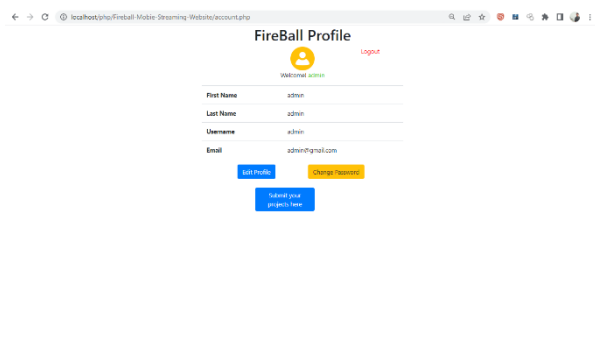 localhost/php/Fireball-Mobie-Streaming-Website/account.php
FireBall Profile
Logout
Welcome! admin
First Name admin
Last Name admin
Username admin
Email admin@gmail.com
Edit Profile Change Password
Submit your
projects here